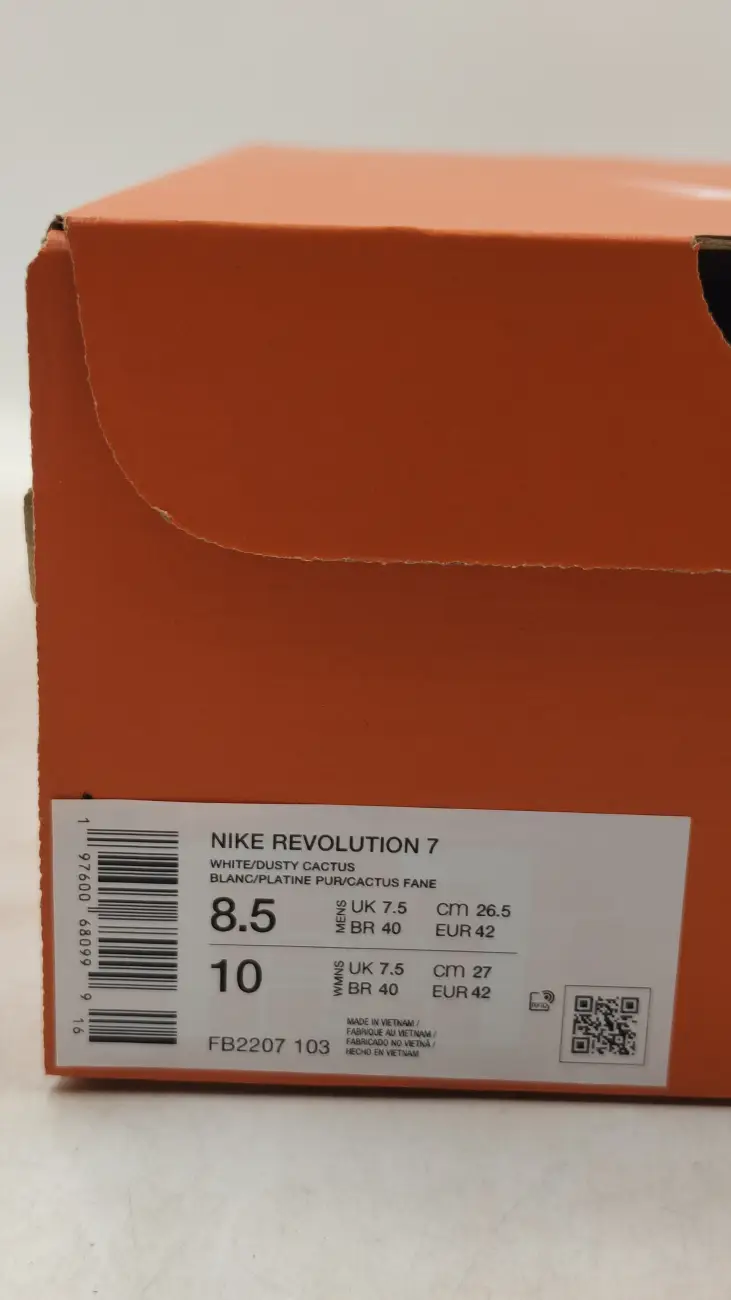 1 97600 68099 9 16
NIKE REVOLUTION 7
WHITE/DUSTY CACTUS
BLANC/PLATINE PUR/CACTUS FANE
8.5 MENS UK 7.5 cm 26.5
BR 40 EUR 42
10 WMNS UK 7.5 cm 27
BR 40 EUR 42
FB2207 103
MADE IN VIETNAM /
FABRIQUE AU VIETNAM /
FABRICADO NO VIETNÃ /
HECHO EN VIETNAM
RFID